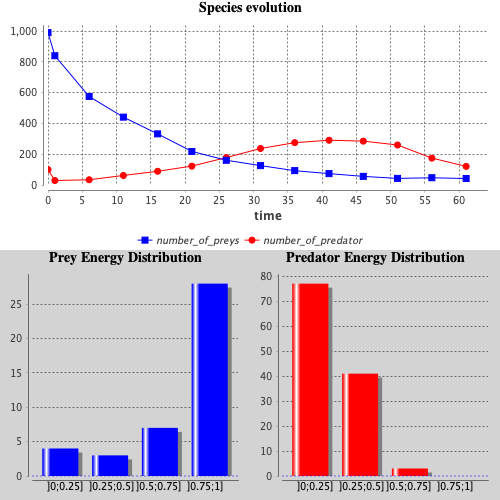 Species evolution
1,000
800
600
400
200
0
0 5 10 15 20 25 30 35 40 45 50 55 60
time
number_of_preys number_of_predator
Prey Energy Distribution
25
20
15
10
5
0
]0;0.25] ]0.25;0.5] ]0.5;0.75] ]0.75;1]
Predator Energy Distribution
80
70
60
50
40
30
20
10
0
]0;0.25] ]0.25;0.5] ]0.5;0.75] ]0.75;1]